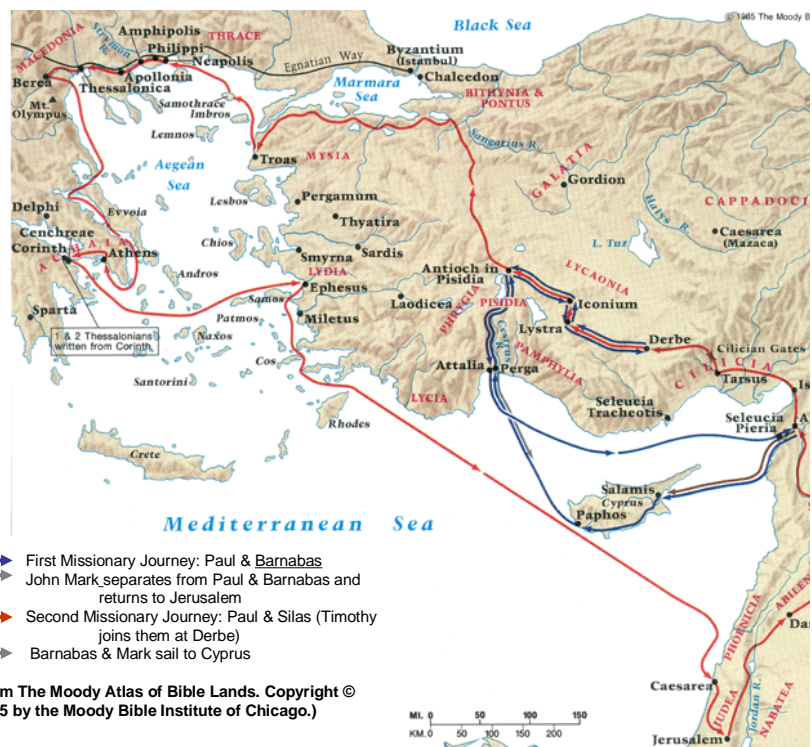 Black Sea
© 1985 The Moody
MACEDONIA
Strymon R.
Amphipolis
Philippi
THRACE
Neapolis
Egnatian Way
Byzantium
(Istanbul)
Chalcedon
Berea
Apollonia
Thessalonica
Mt.
Olympus
Samothrace
Imbros
Marmara
Sea
BITHYNIA &
PONTUS
Lemnos
Sangarius R.
Aegean
Sea
Troas
MYSIA
GALATIA
Gordion
Halys R.
CAPPADOCI
Delphi
Evvoia
Lesbos
Pergamum
Thyatira
Cenchreae
Corinth
ACHAIA
Athens
Chios
Smyrna
Sardis
L. Tuz
Caesarea
(Mazaca)
Andros
LYDIA
Ephesus
Antioch in
Pisidia
LYCAONIA
Samos
Laodicea
PHRYGIA
PISIDIA
Iconium
Sparta
Patmos
Miletus
Lystra
Cestrus R.
Derbe
1 & 2 Thessalonians
written from Corinth
Naxos
Cos
Attalia
Perga
PAMPHYLIA
Cilician Gates
CILICIA
Tarsus
Is
Santorini
Rhodes
LYCIA
Seleucia
Tracheotis
Seleucia
Pieria
A
Crete
Salamis
Cyprus
Paphos
Mediterranean Sea
First Missionary Journey: Paul & Barnabas
John Mark separates from Paul & Barnabas and
returns to Jerusalem
Second Missionary Journey: Paul & Silas (Timothy
joins them at Derbe)
Barnabas & Mark sail to Cyprus
PHOENICIA
ABILEN
Da
m The Moody Atlas of Bible Lands. Copyright ©
5 by the Moody Bible Institute of Chicago.)
Caesarea
JUDEA
Jordan R.
NABATEA
Jerusalem
MI. 0 50 100 150
KM. 0 50 100 150